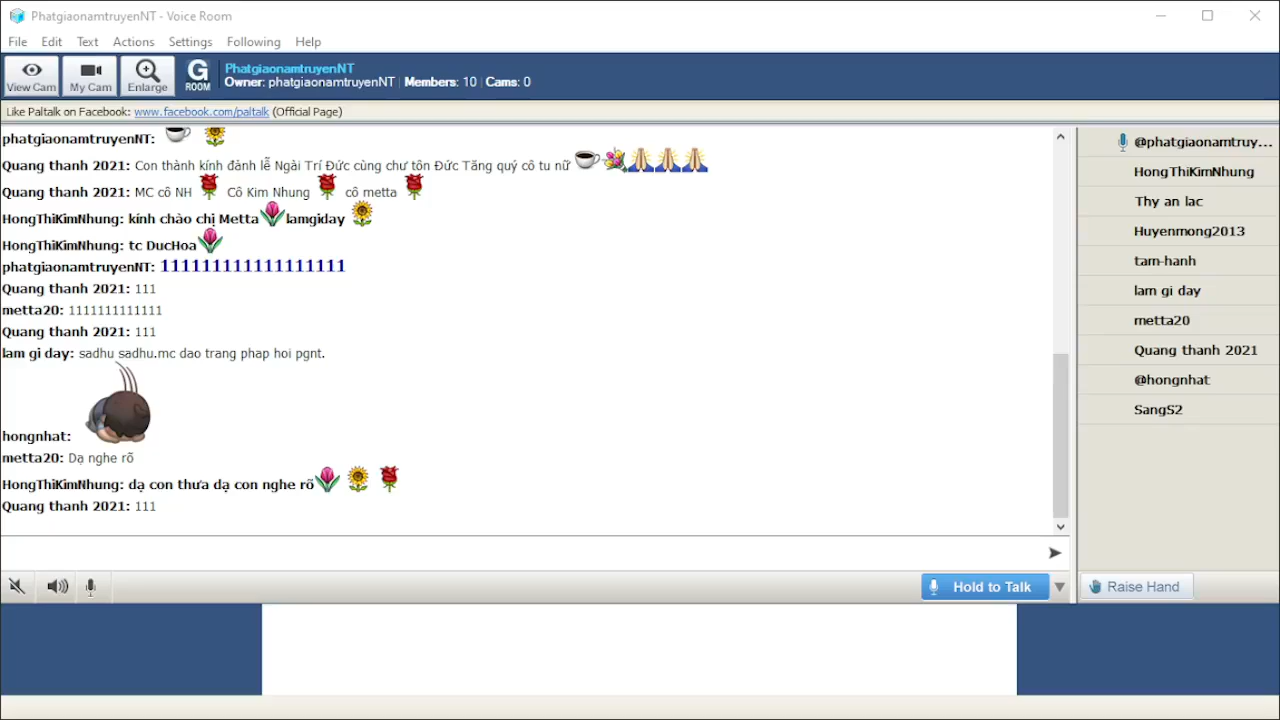 PhatgiaonamtruyenNT - Voice Room
File Edit Text Actions Settings Following Help
View Cam My Cam Enlarge G ROOM
PhatgiaonamtruyenNT
Owner: phatgiaonamtruyenNT | Members: 10 | Cams: 0
Like Paltalk on Facebook: www.facebook.com/paltalk (Official Page)
phatgiaonamtruyenNT:
Quang thanh 2021: Con thành kính đảnh lễ Ngài Trí Đức cùng chư tôn Đức Tăng quý cô tu nữ
Quang thanh 2021: MC cô NH Cô Kim Nhung cô metta
HongThiKimNhung: kính chào chị Metta lamgiday
HongThiKimNhung: tc DucHoa
phatgiaonamtruyenNT: 111111111111111111
Quang thanh 2021: 111
metta20: 1111111111111
Quang thanh 2021: 111
lam gi day: sadhu sadhu.mc dao trang phap hoi pgnt.
hongnhat:
metta20: Dạ nghe rõ
HongThiKimNhung: dạ con thưa dạ con nghe rõ
Quang thanh 2021: 111
@phatgiaonamtruy...
HongThiKimNhung
Thy an lac
Huyenmong2013
tam-hanh
lam gi day
metta20
Quang thanh 2021
@hongnhat
SangS2
Hold to Talk
Raise Hand